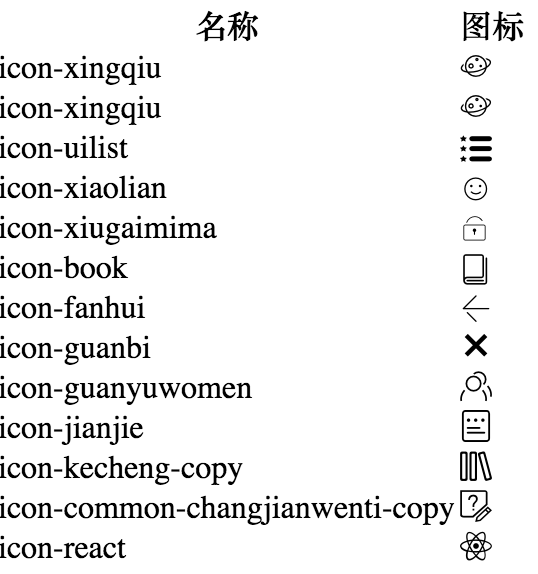 名称 图标
icon-xingqiu
icon-xingqiu
icon-uilist
icon-xiaolian
icon-xiugaimima
icon-book
icon-fanhui
icon-guanbi
icon-guanyuwomen
icon-jianjie
icon-kecheng-copy
icon-common-changjianwenti-copy
icon-react